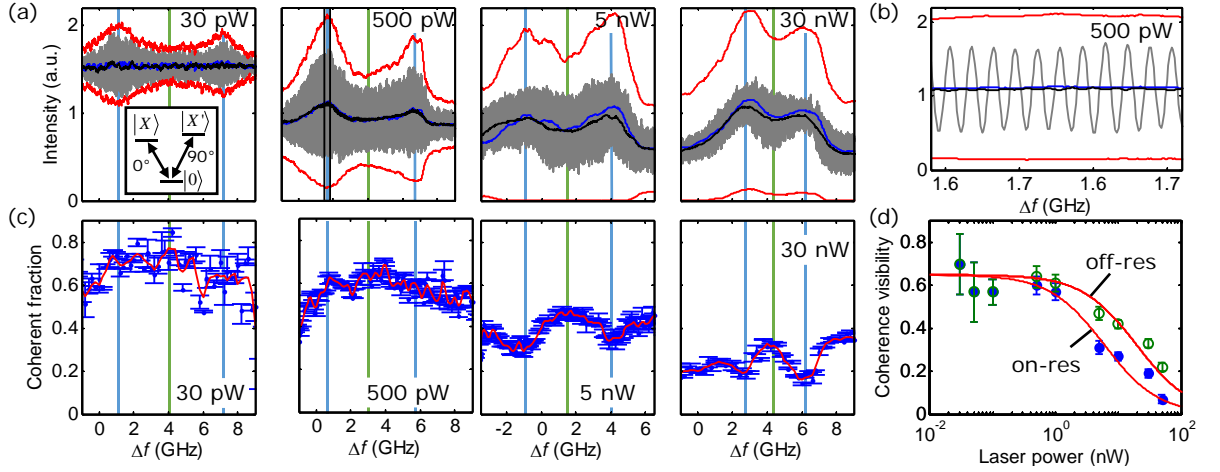 (a)
30 pW
500 pW
5 nW
30 nW
(b)
500 pW
Intensity (a.u.)
2
1
0
|X⟩
|X'⟩
0°
90°
|0⟩
2
1
0
1.6
1.6
1.7
1.7
1.7
Δf (GHz)
(c)
Coherent fraction
0.8
0.6
0.4
0.2
0
30 pW
500 pW
5 nW
30 nW
0 2 4 6 8
0 2 4 6 8
-2 0 2 4 6
0 2 4 6 8
Δf (GHz)
Δf (GHz)
Δf (GHz)
Δf (GHz)
(d)
Coherence visibility
0.8
0.6
0.4
0.2
0
off-res
on-res
10⁻²
10⁰
10²
Laser power (nW)